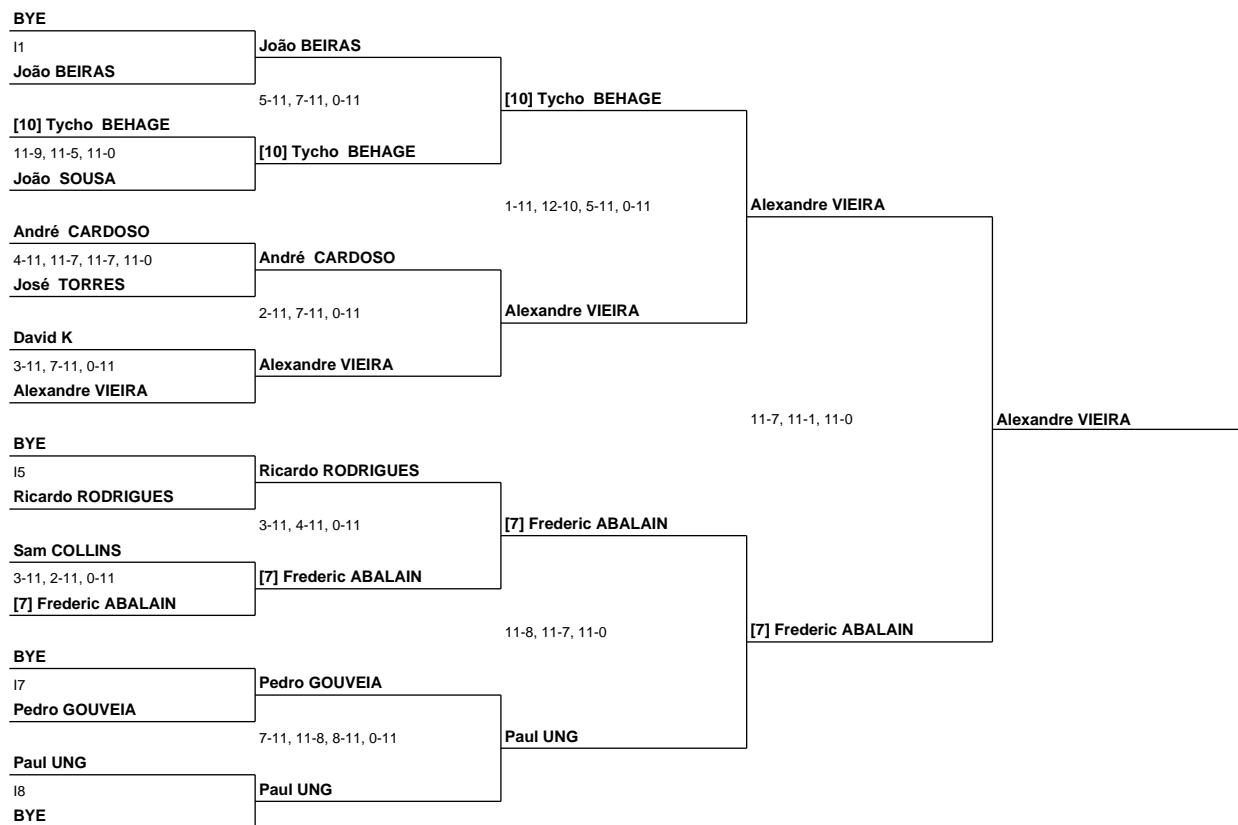 BYE
I1
João BEIRAS
João BEIRAS
5-11, 7-11, 0-11
[10] Tycho  BEHAGE
[10] Tycho  BEHAGE
11-9, 11-5, 11-0
João  SOUSA
[10] Tycho  BEHAGE
1-11, 12-10, 5-11, 0-11
Alexandre VIEIRA
André  CARDOSO
4-11, 11-7, 11-7, 11-0
José  TORRES
André  CARDOSO
2-11, 7-11, 0-11
Alexandre VIEIRA
David K
3-11, 7-11, 0-11
Alexandre VIEIRA
Alexandre VIEIRA
11-7, 11-1, 11-0
Alexandre VIEIRA
BYE
I5
Ricardo RODRIGUES
Ricardo RODRIGUES
3-11, 4-11, 0-11
[7] Frederic ABALAIN
Sam COLLINS
3-11, 2-11, 0-11
[7] Frederic ABALAIN
[7] Frederic ABALAIN
11-8, 11-7, 11-0
[7] Frederic ABALAIN
BYE
I7
Pedro GOUVEIA
Pedro GOUVEIA
7-11, 11-8, 8-11, 0-11
Paul UNG
Paul UNG
I8
BYE
Paul UNG